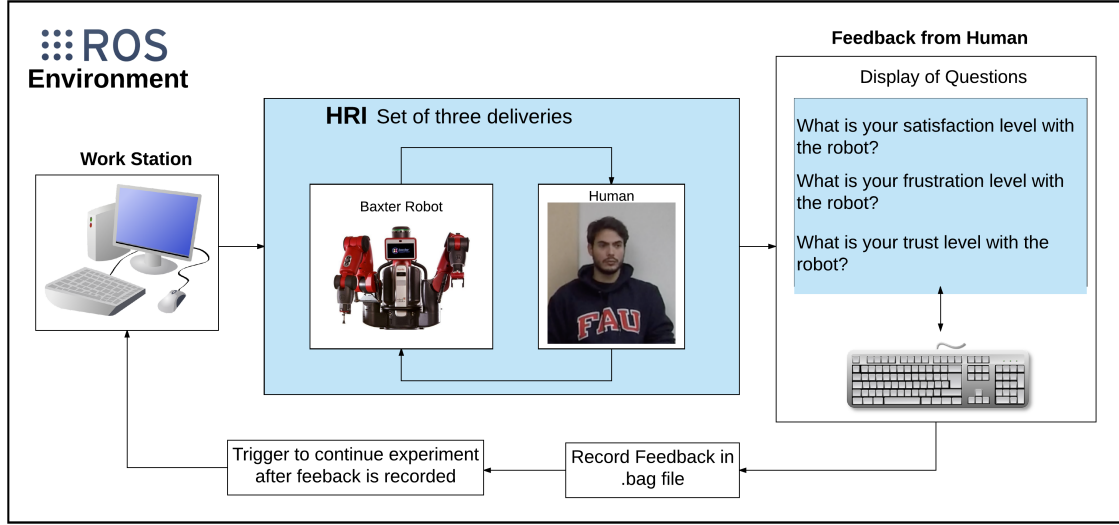 ROS
Environment
Feedback from Human
Display of Questions
HRI Set of three deliveries
What is your satisfaction level with
the robot?
What is your frustration level with
the robot?
What is your trust level with the
robot?
Work Station
Baxter Robot
Human
FAU
Trigger to continue experiment
after feeback is recorded
Record Feedback in
.bag file